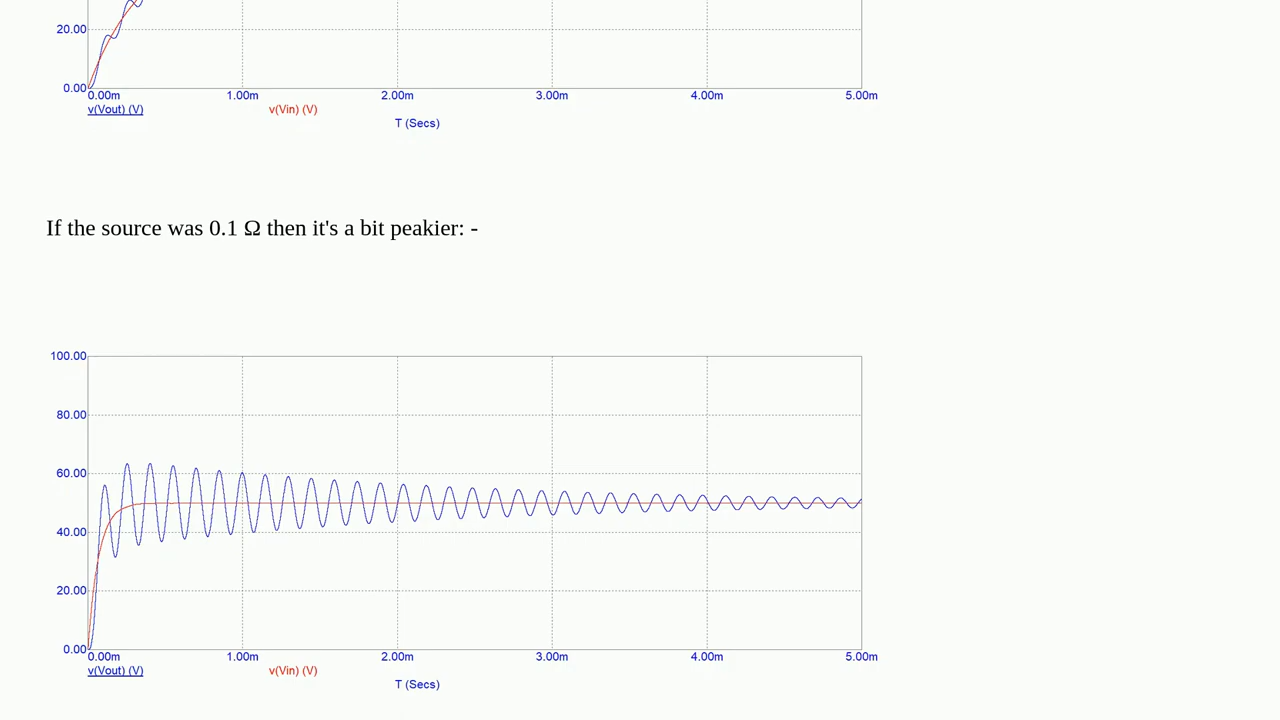 20.00
0.00
0.00m 1.00m 2.00m 3.00m 4.00m 5.00m
v(Vout) (V) v(Vin) (V)
T (Secs)
If the source was 0.1 Ω then it's a bit peakier: -
100.00
80.00
60.00
40.00
20.00
0.00
0.00m 1.00m 2.00m 3.00m 4.00m 5.00m
v(Vout) (V) v(Vin) (V)
T (Secs)